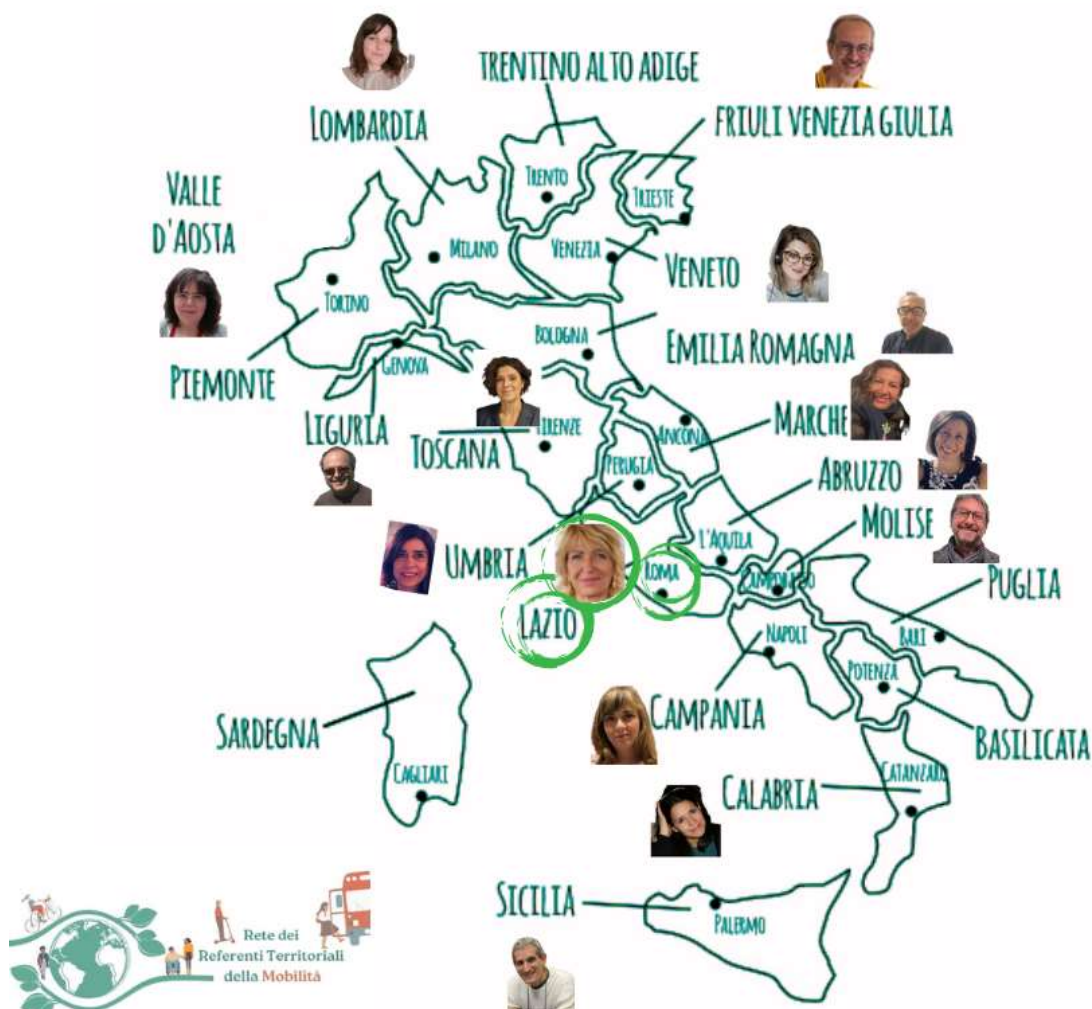 TRENTINO ALTO ADIGE
LOMBARDIA
FRIULI VENEZIA GIULIA
VALLE
D'AOSTA
TRENTO
TRIESTE
MILANO
VENEZIA
VENETO
TORINO
BOLOGNA
EMILIA ROMAGNA
GENOVA
PIEMONTE
LIGURIA
TOSCANA
IRENZE
ANCONA
MARCHE
PERUGIA
ABRUZZO
MOLISE
L'AQUILA
UMBRIA
ROMA
PUGLIA
LAZIO
NAPOLI
BARI
POTENZA
CAMPANIA
BASILICATA
SARDEGNA
CAGLIARI
CATANZARO
CALABRIA
SICILIA
PALERMO
Rete dei
Referenti Territoriali
della Mobilità